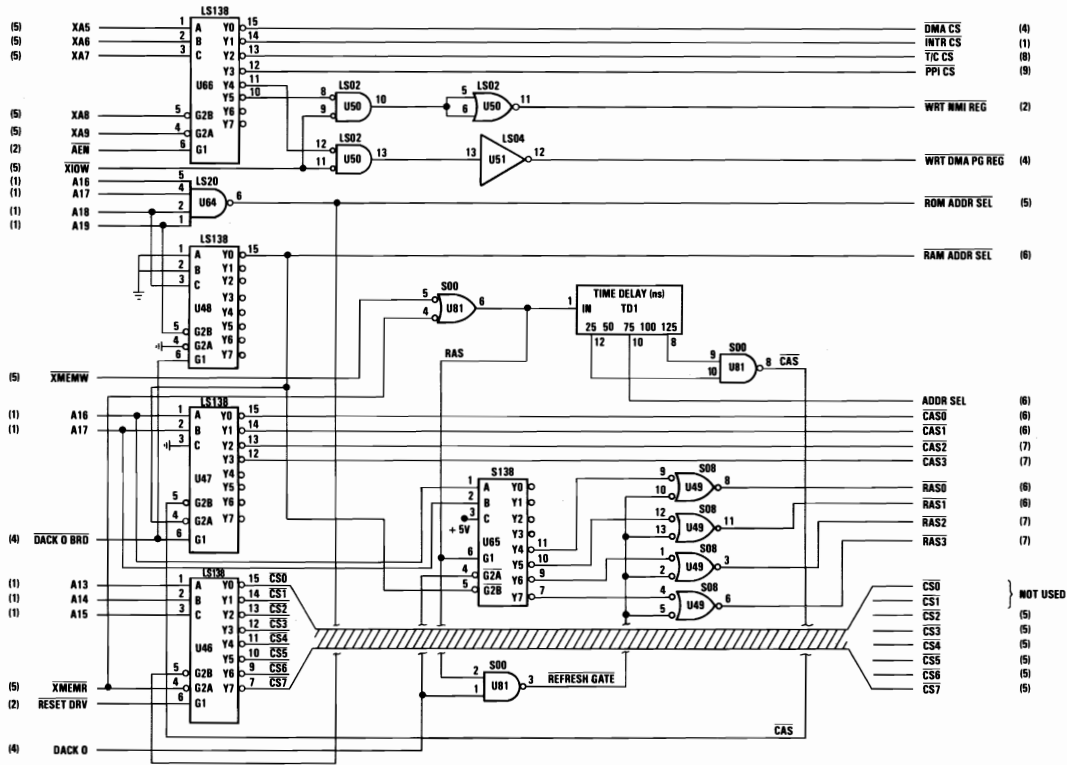 LS138
(5) XA5 1 A Y0 15 DMA CS (4)
(5) XA6 2 B Y1 14 INTR CS (1)
(5) XA7 3 C Y2 13 T/C CS (8)
Y3 12 PPI CS (9)
U66 Y4 11
Y5 10
Y6
Y7
LS02
8 9 U50 10
LS02
5 6 U50 11 WRT NMI REG (2)
(5) XA8 5 G2B
(5) XA9 4 G2A
(2) AEN 6 G1
(5) XIOW
LS02
12 11 U50 13
LS04
13 U51 12 WRT DMA PG REG (4)
(1) A16 5
(1) A17 4
(1) A18 2
(1) A19 1
LS20
U64 6 ROM ADDR SEL (5)
LS138
1 A Y0 15 RAM ADDR SEL (6)
2 B Y1
3 C Y2
Y3
U48 Y4
5 G2B Y5
4 G2A Y6
6 G1 Y7
S00
5 4 U81 6
RAS
TIME DELAY (ns)
1 IN TD1
25 50 75 100 125
12 10 8
S00
9 10 U81 8 CAS
(5) XMEMW
ADDR SEL (6)
LS138
(1) A16 1 A Y0 15 CAS0 (6)
(1) A17 2 B Y1 14 CAS1 (6)
3 C Y2 13 CAS2 (7)
Y3 12 CAS3 (7)
U47 Y4
Y5
5 G2B Y6
4 G2A Y7
(4) DACK 0 BRD 6 G1
S138
1 A Y0
2 B Y1
3 C Y2
+ 5V Y3
U65 Y4 11
6 G1 Y5 10
4 G2A Y6 9
5 G2B Y7 7
S08
9 10 U49 8 RAS0 (6)
S08
12 13 U49 11 RAS1 (6)
S08
1 2 U49 3 RAS2 (7)
S08
4 5 U49 6 RAS3 (7)
LS138
(1) A13 1 A Y0 15 CS0
(1) A14 2 B Y1 14 CS1
(1) A15 3 C Y2 13 CS2
Y3 12 CS3
U46 Y4 11 CS4
Y5 10 CS5
5 G2B Y6 9 CS6
(5) XMEMR 4 G2A Y7 7 CS7
(2) RESET DRV 6 G1
CS0
CS1
NOT USED
CS2 (5)
CS3 (5)
CS4 (5)
CS5 (5)
CS6 (5)
CS7 (5)
S00
2 1 U81 3 REFRESH GATE
CAS
(4) DACK 0